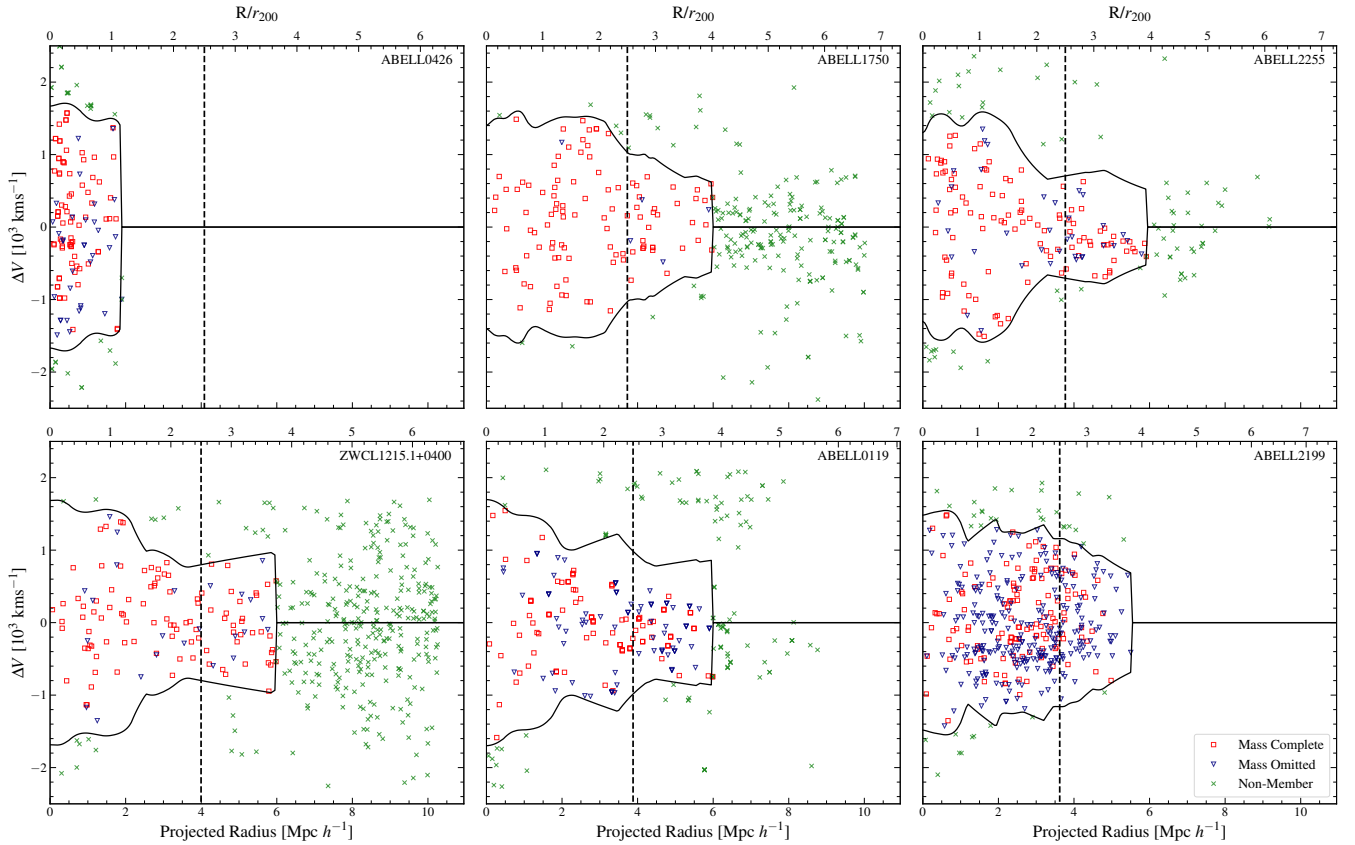 R/r200 R/r200 R/r200
0 1 2 3 4 5 6 0 1 2 3 4 5 6 7 0 1 2 3 4 5 6 7
ABELL0426 ABELL1750 ABELL2255
2
1
0
−1
−2
ΔV [10³ kms⁻¹]
0 1 2 3 4 5 6 0 1 2 3 4 5 6 7 0 1 2 3 4 5 6 7
ZWCL1215.1+0400 ABELL0119 ABELL2199
2
1
0
−1
−2
ΔV [10³ kms⁻¹]
Mass Complete
Mass Omitted
Non-Member
0 2 4 6 8 10 0 2 4 6 8 10 0 2 4 6 8 10
Projected Radius [Mpc h⁻¹] Projected Radius [Mpc h⁻¹] Projected Radius [Mpc h⁻¹]